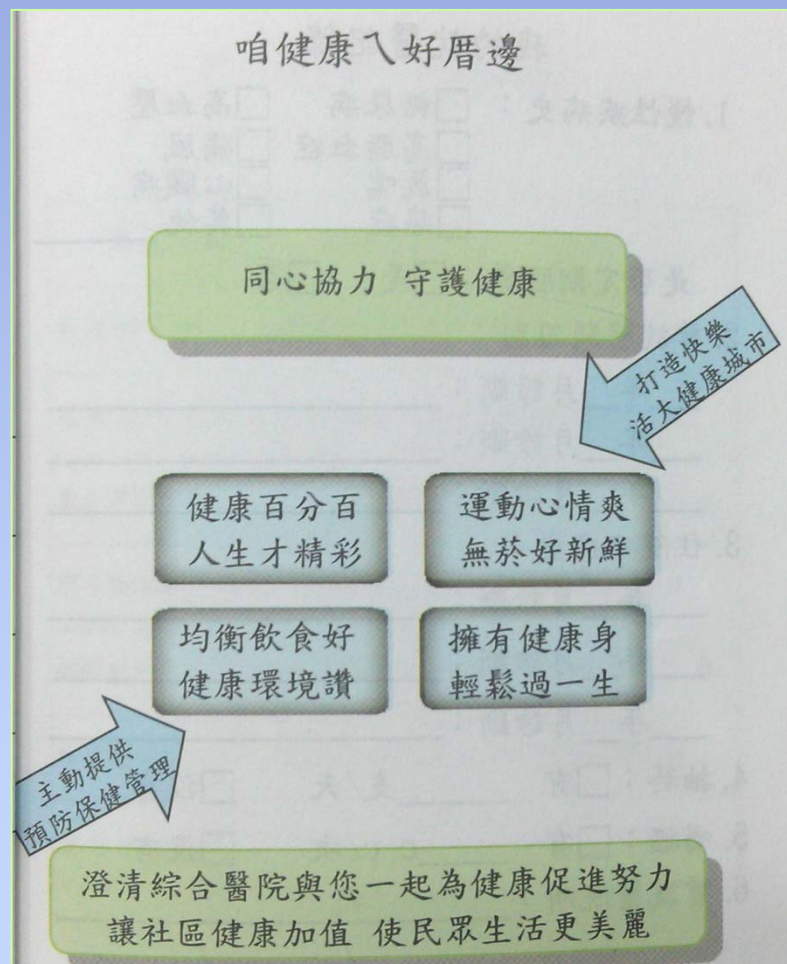 咱健康ㄟ好厝邊
同心協力 守護健康
打造快樂
活大健康城市
健康百分百
人生才精彩
運動心情爽
無菸好新鮮
均衡飲食好
健康環境讚
擁有健康身
輕鬆過一生
主動提供
預防保健管理
澄清綜合醫院與您一起為健康促進努力
讓社區健康加值 使民眾生活更美麗